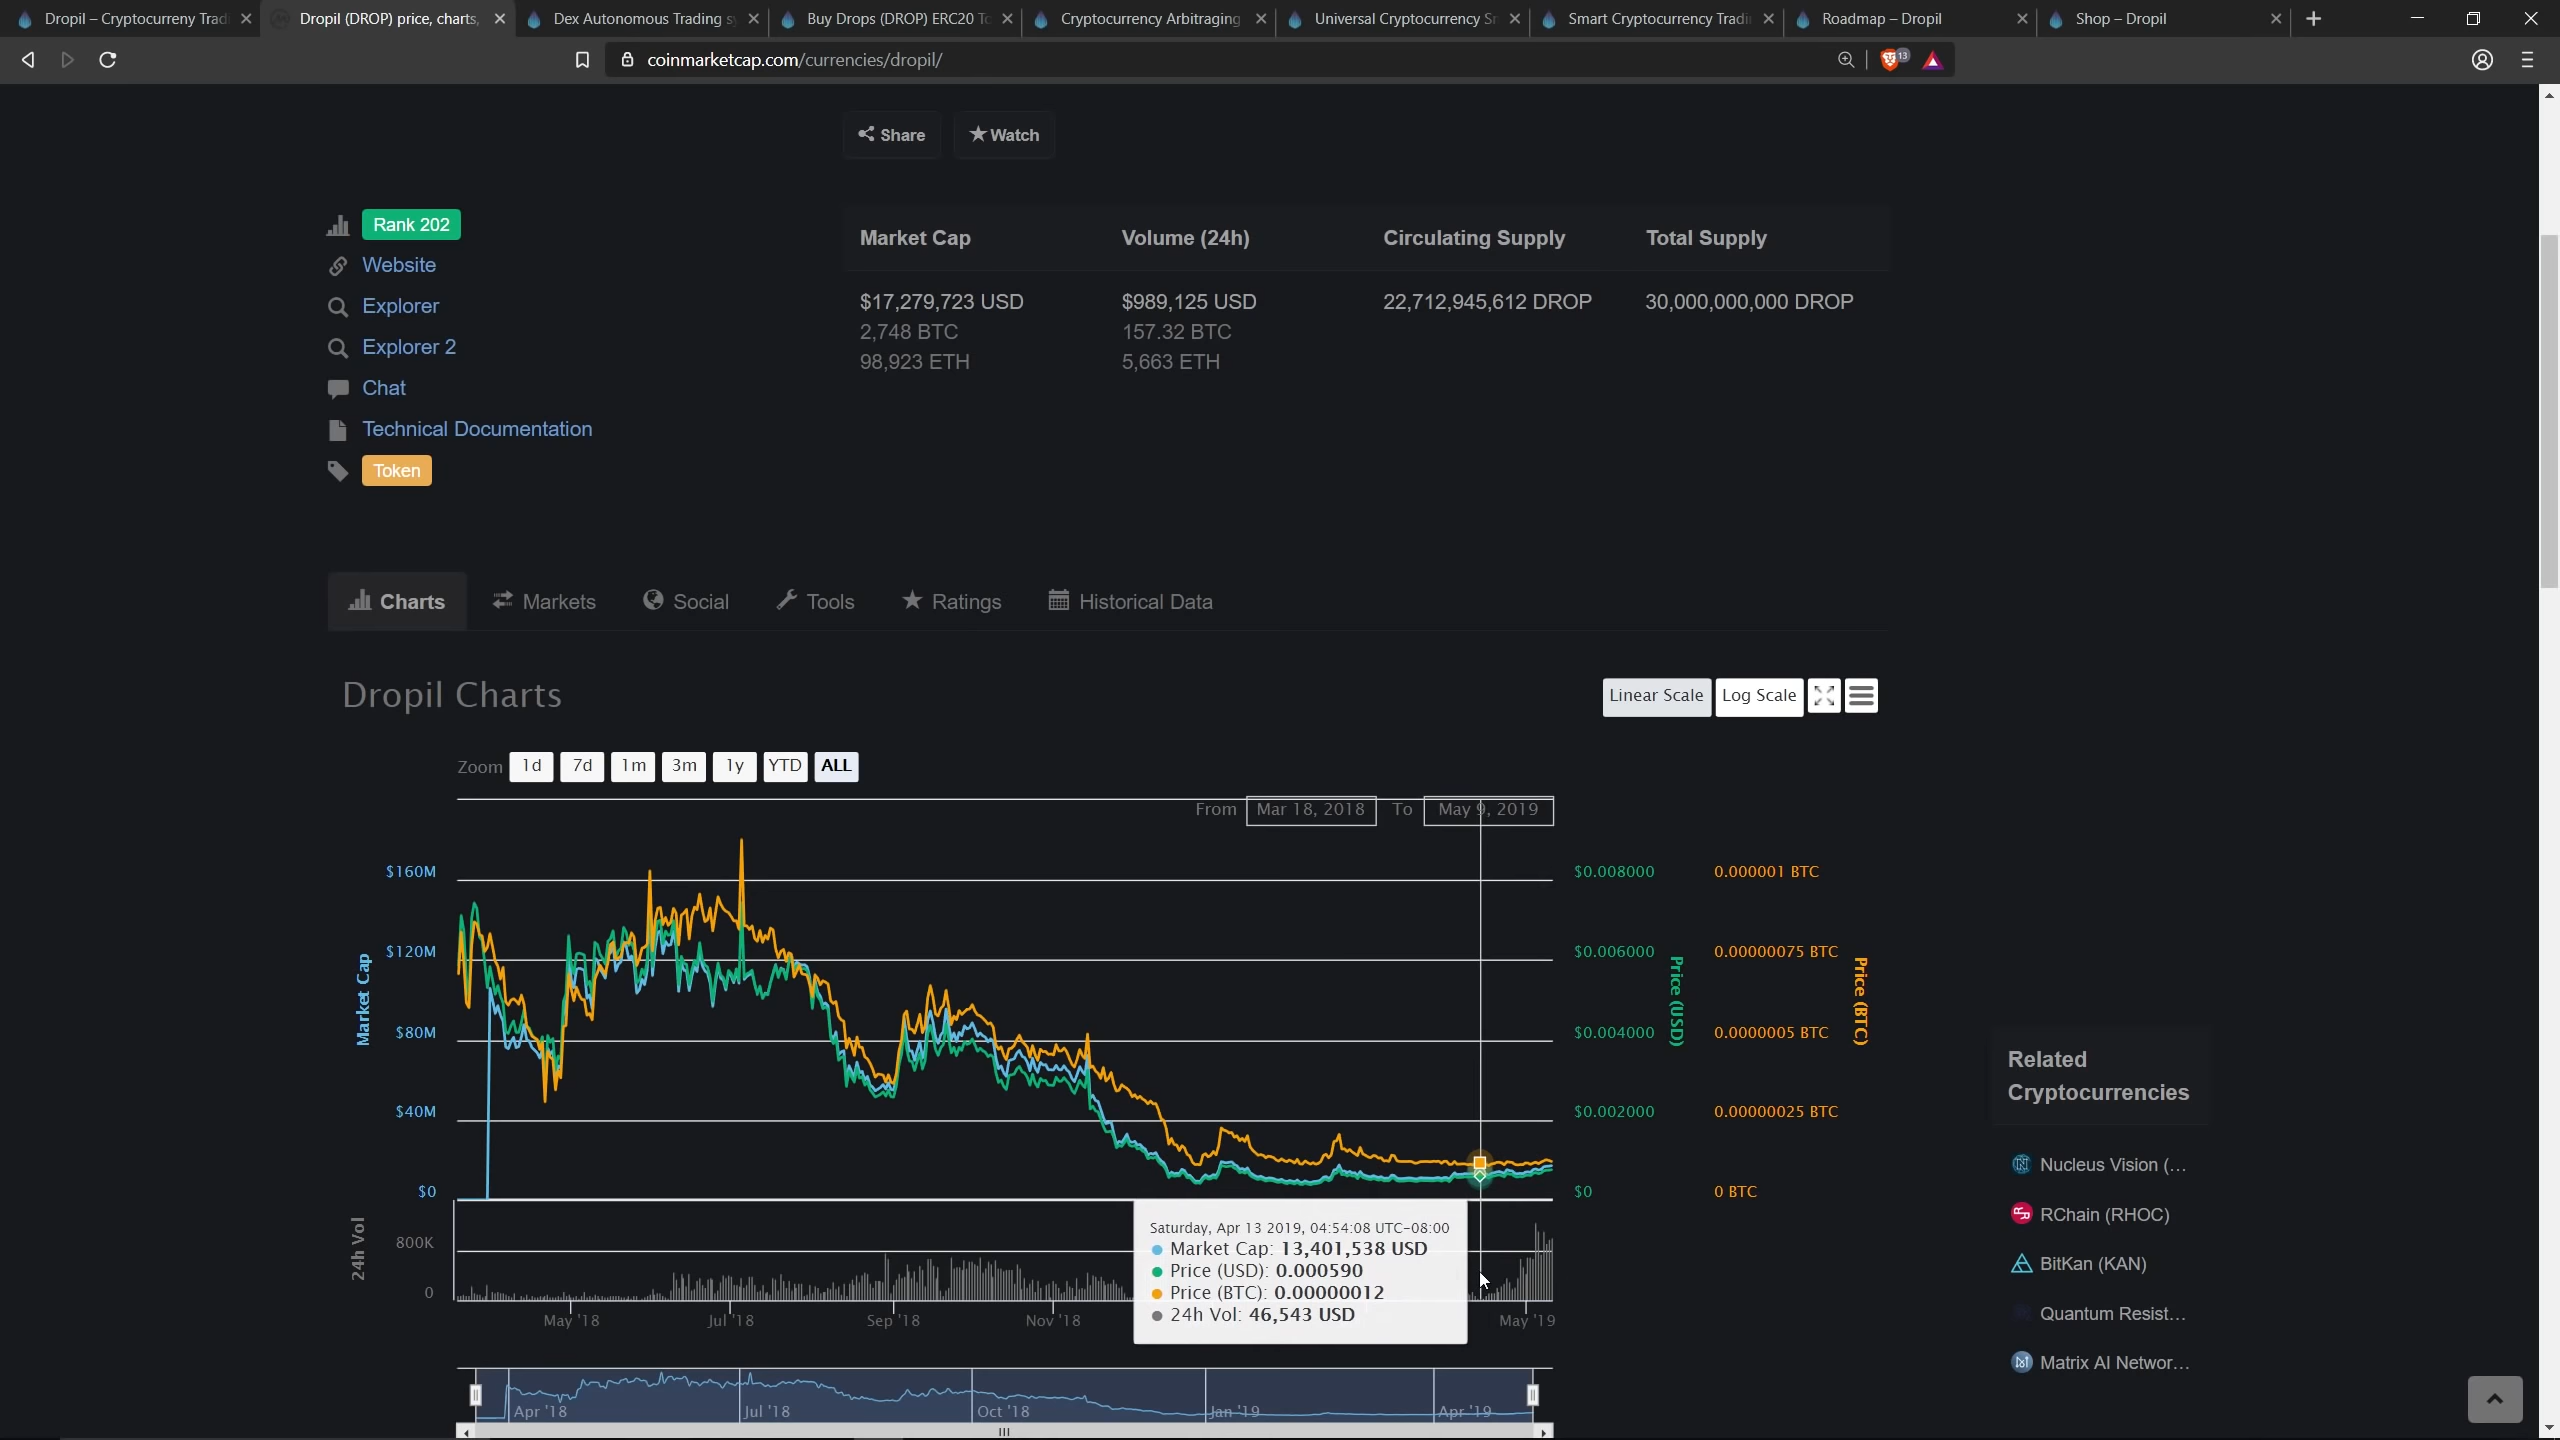 Dropil – Cryptocurreny Tradi
Dropil (DROP) price, charts,
Dex Autonomous Trading s
Buy Drops (DROP) ERC20 To
Cryptocurrency Arbitraging
Universal Cryptocurrency Sm
Smart Cryptocurrency Tradin
Roadmap – Dropil
Shop – Dropil
coinmarketcap.com/currencies/dropil/
13
Share
Watch
Rank 202
Website
Explorer
Explorer 2
Chat
Technical Documentation
Token
Market Cap
Volume (24h)
Circulating Supply
Total Supply
$17,279,723 USD
$989,125 USD
22,712,945,612 DROP
30,000,000,000 DROP
2,748 BTC
157.32 BTC
98,923 ETH
5,663 ETH
Charts
Markets
Social
Tools
Ratings
Historical Data
Dropil Charts
Linear Scale
Log Scale
Zoom
1d
7d
1m
3m
1y
YTD
ALL
From
Mar 18, 2018
To
May 9, 2019
$160M
$120M
$80M
$40M
$0
Market Cap
$0.008000
$0.006000
$0.004000
$0.002000
$0
Price (USD)
0.000001 BTC
0.00000075 BTC
0.0000005 BTC
0.00000025 BTC
0 BTC
Price (BTC)
24h Vol
800K
0
Saturday, Apr 13 2019, 04:54:08 UTC-08:00
Market Cap: 13,401,538 USD
Price (USD): 0.000590
Price (BTC): 0.00000012
24h Vol: 46,543 USD
May '18
Jul '18
Sep '18
Nov '18
May '19
Apr '18
Jul '18
Oct '18
Jan '19
Apr '19
Related
Cryptocurrencies
Nucleus Vision (...
RChain (RHOC)
BitKan (KAN)
Quantum Resist...
Matrix AI Networ...